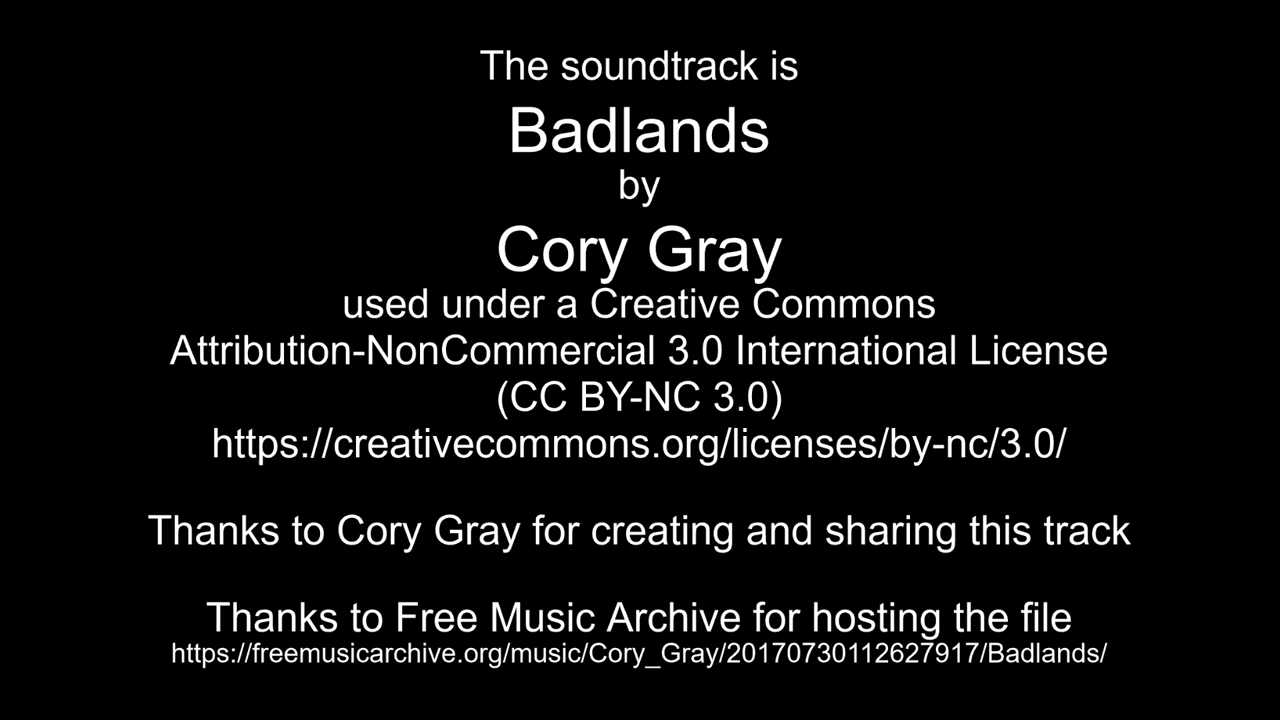 The soundtrack is
Badlands
by
Cory Gray
used under a Creative Commons
Attribution-NonCommercial 3.0 International License
(CC BY-NC 3.0)
https://creativecommons.org/licenses/by-nc/3.0/
Thanks to Cory Gray for creating and sharing this track
Thanks to Free Music Archive for hosting the file
https://freemusicarchive.org/music/Cory_Gray/20170730112627917/Badlands/